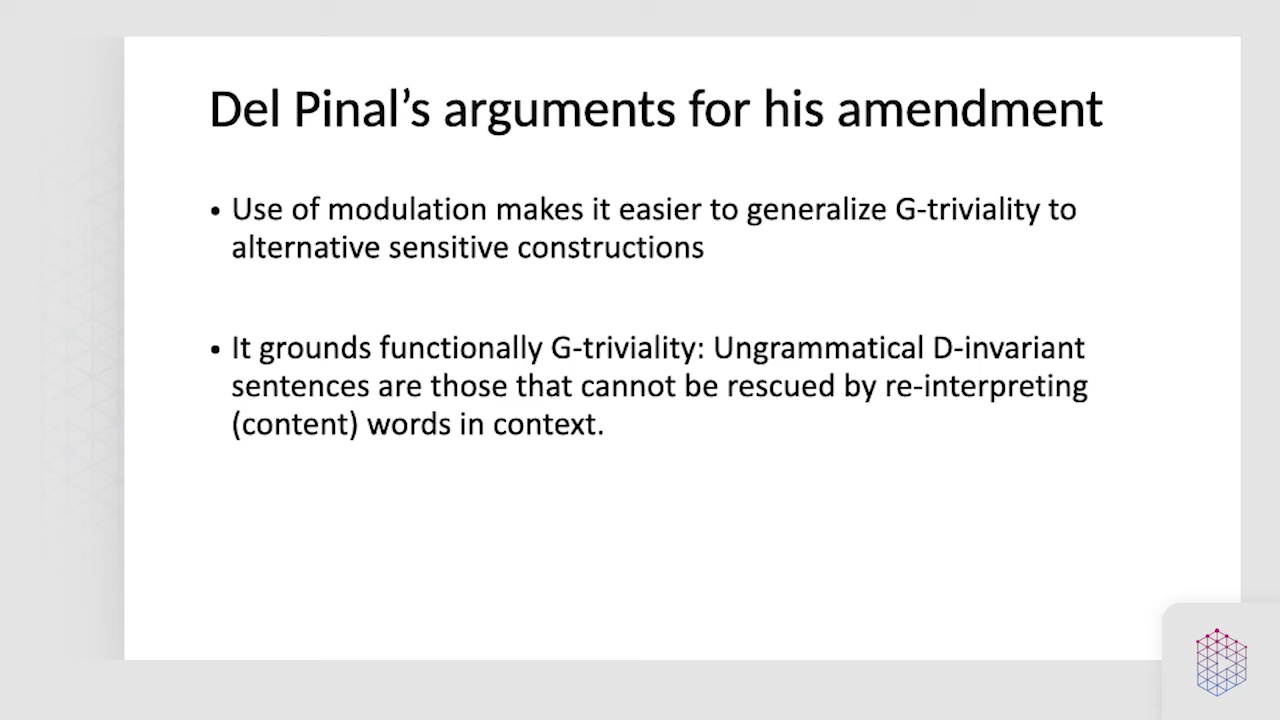 Del Pinal’s arguments for his amendment
• Use of modulation makes it easier to generalize G-triviality to
alternative sensitive constructions
• It grounds functionally G-triviality: Ungrammatical D-invariant
sentences are those that cannot be rescued by re-interpreting
(content) words in context.